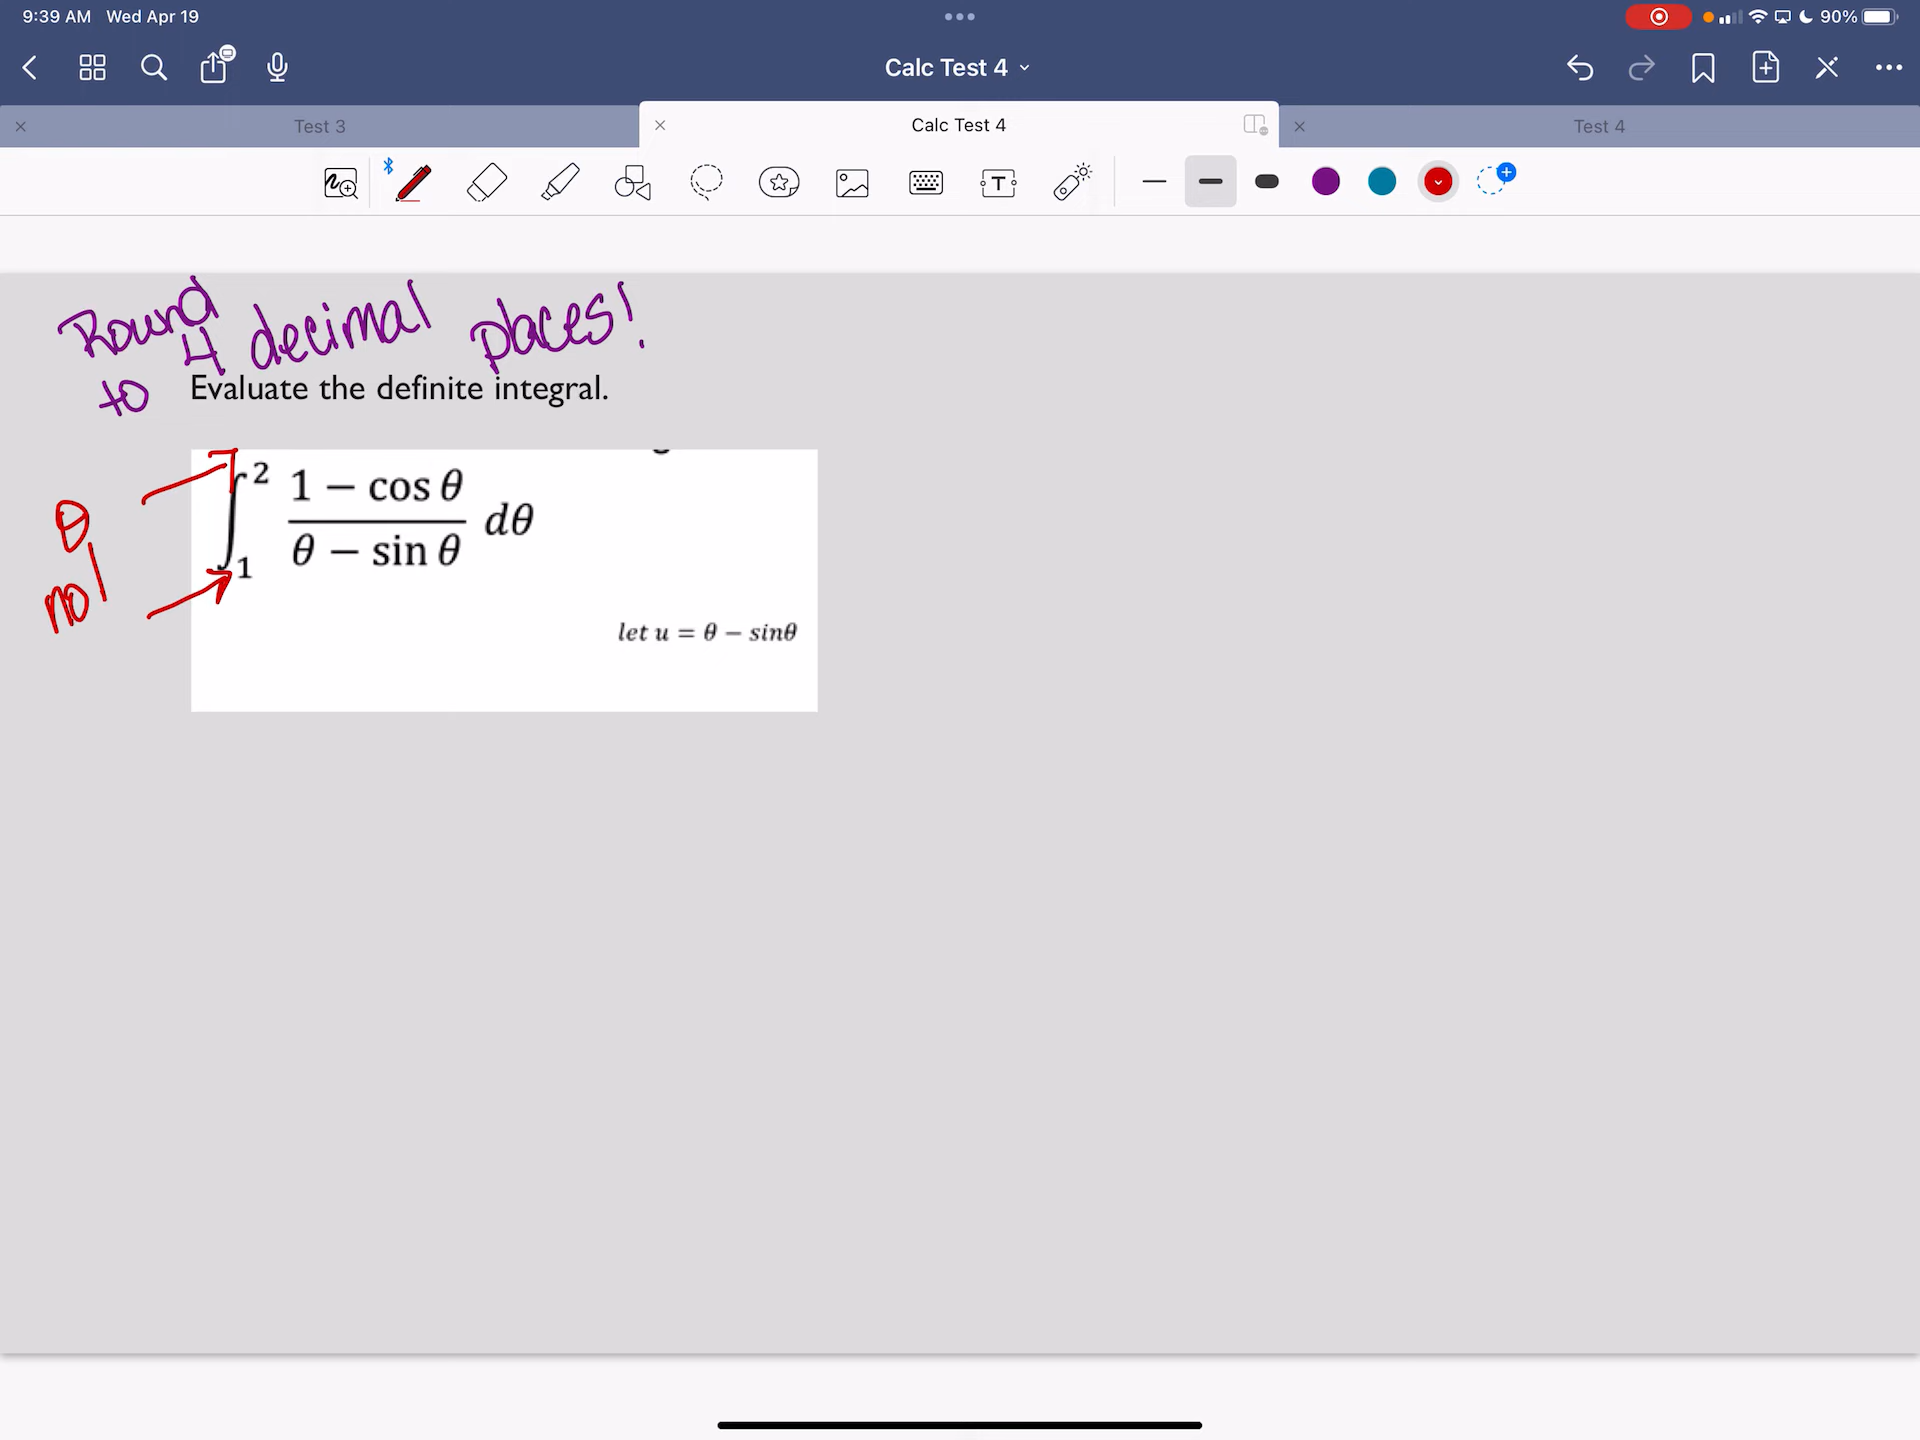 9:39 AM Wed Apr 19
90%
Calc Test 4
Test 3
Calc Test 4
Test 4
T
Round
to 4 decimal places!
Evaluate the definite integral.
∫₁² (1 − cos θ)/(θ − sin θ) dθ
θ
no!
let u = θ − sinθ